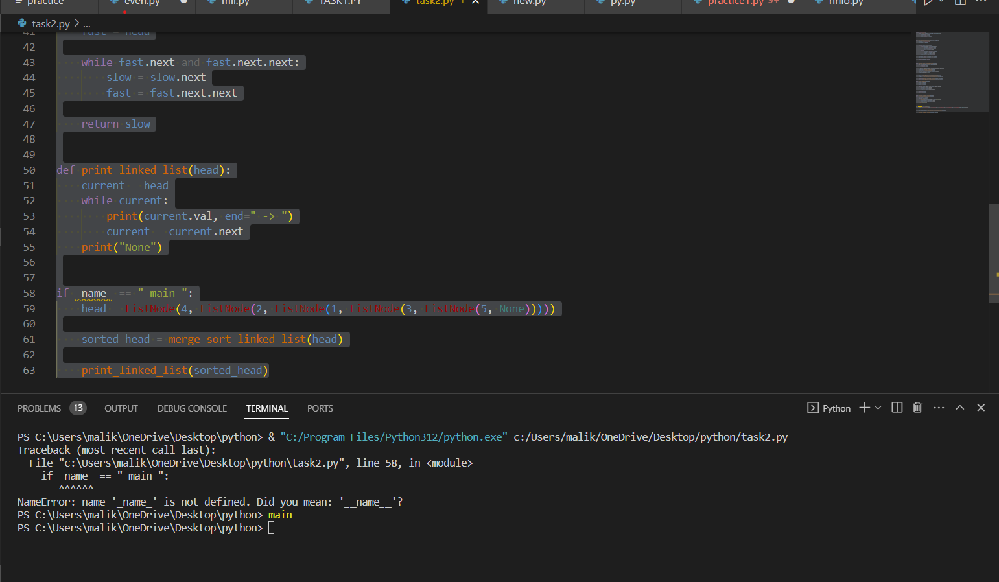 practice even.py mil.py TASK1.PY task2.py 1 new.py py.py practice1.py 9+
task2.py > ...
41 fast = head
42
43 while fast.next and fast.next.next:
44 slow = slow.next
45 fast = fast.next.next
46
47 return slow
48
49
50 def print_linked_list(head):
51 current = head
52 while current:
53 print(current.val, end=" -> ")
54 current = current.next
55 print("None")
56
57
58 if _name_ == "_main_":
59 head = ListNode(4, ListNode(2, ListNode(1, ListNode(3, ListNode(5, None)))))
60
61 sorted_head = merge_sort_linked_list(head)
62
63 print_linked_list(sorted_head)
PROBLEMS 13 OUTPUT DEBUG CONSOLE TERMINAL PORTS Python
PS C:\Users\malik\OneDrive\Desktop\python> & "C:/Program Files/Python312/python.exe" c:/Users/malik/OneDrive/Desktop/python/task2.py
Traceback (most recent call last):
File "c:\Users\malik\OneDrive\Desktop\python\task2.py", line 58, in <module>
if _name_ == "_main_":
^^^^^^
NameError: name '_name_' is not defined. Did you mean: '__name__'?
PS C:\Users\malik\OneDrive\Desktop\python> main
PS C:\Users\malik\OneDrive\Desktop\python>